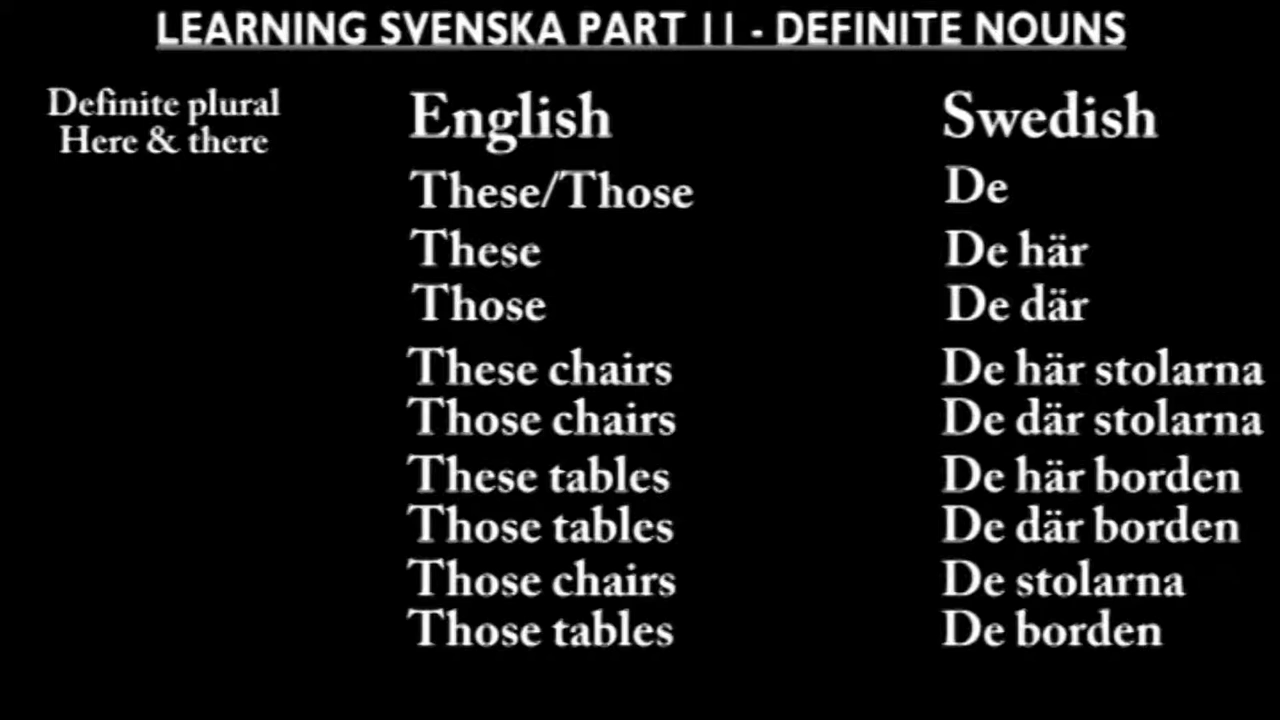 LEARNING SVENSKA PART 11 - DEFINITE NOUNS
Definite plural
Here & there
English Swedish
These/Those De
These De här
Those De där
These chairs De här stolarna
Those chairs De där stolarna
These tables De här borden
Those tables De där borden
Those chairs De stolarna
Those tables De borden